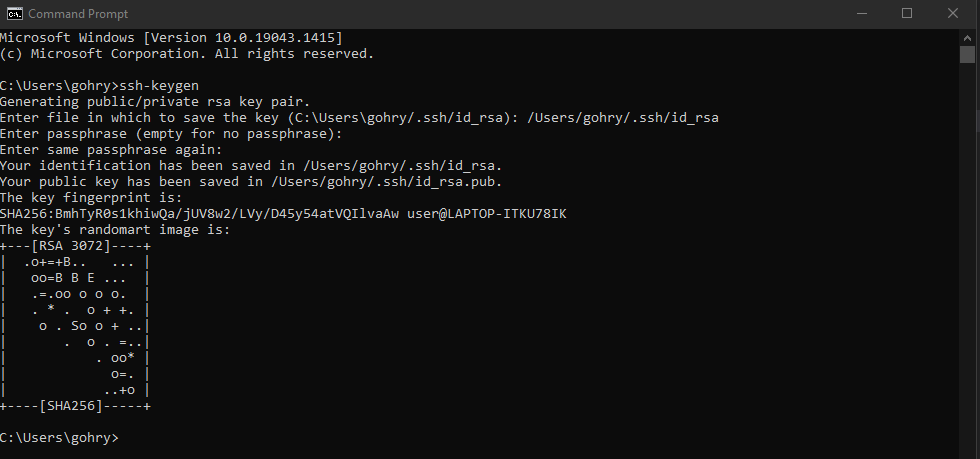 Command Prompt
Microsoft Windows [Version 10.0.19043.1415]
(c) Microsoft Corporation. All rights reserved.
C:\Users\gohry>ssh-keygen
Generating public/private rsa key pair.
Enter file in which to save the key (C:\Users\gohry/.ssh/id_rsa): /Users/gohry/.ssh/id_rsa
Enter passphrase (empty for no passphrase):
Enter same passphrase again:
Your identification has been saved in /Users/gohry/.ssh/id_rsa.
Your public key has been saved in /Users/gohry/.ssh/id_rsa.pub.
The key fingerprint is:
SHA256:BmhTyR0s1khiwQa/jUV8w2/LVy/D45y54atVQIlvaAw user@LAPTOP-ITKU78IK
The key's randomart image is:
+---[RSA 3072]----+
|  .o+=+B..   ... |
|   oo=B B E ...  |
|   .=.oo o o o.  |
|   . * .  o + +. |
|    o . So o + ..|
|       .  o . =..|
|           . oo* |
|             o=. |
|            ..+o |
+----[SHA256]-----+
C:\Users\gohry>